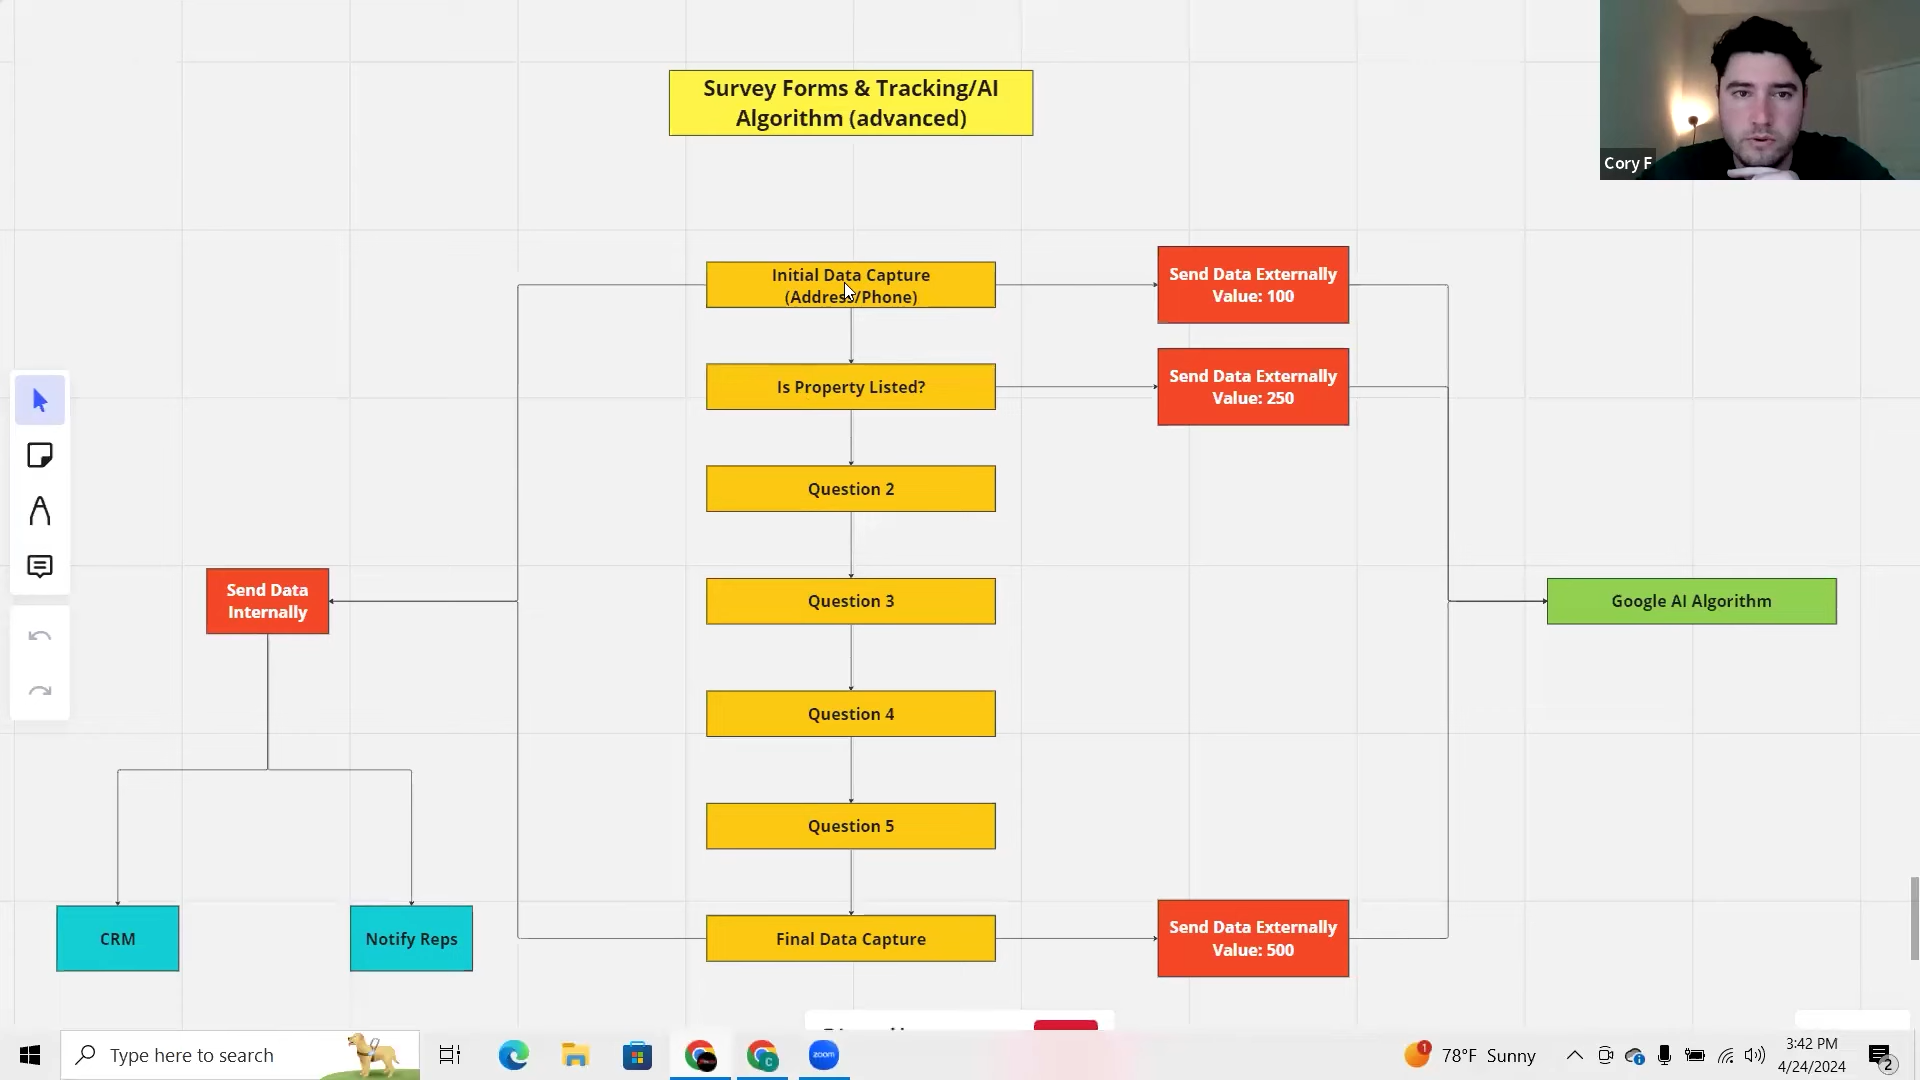 Survey Forms & Tracking/AI
Algorithm (advanced)
Cory F
Initial Data Capture
(Address/Phone)
Send Data Externally
Value: 100
Is Property Listed?
Send Data Externally
Value: 250
Question 2
Send Data
Internally
Question 3
Google AI Algorithm
Question 4
Question 5
CRM
Notify Reps
Final Data Capture
Send Data Externally
Value: 500
Type here to search
zoom
C
1
78°F Sunny
3:42 PM
4/24/2024
2